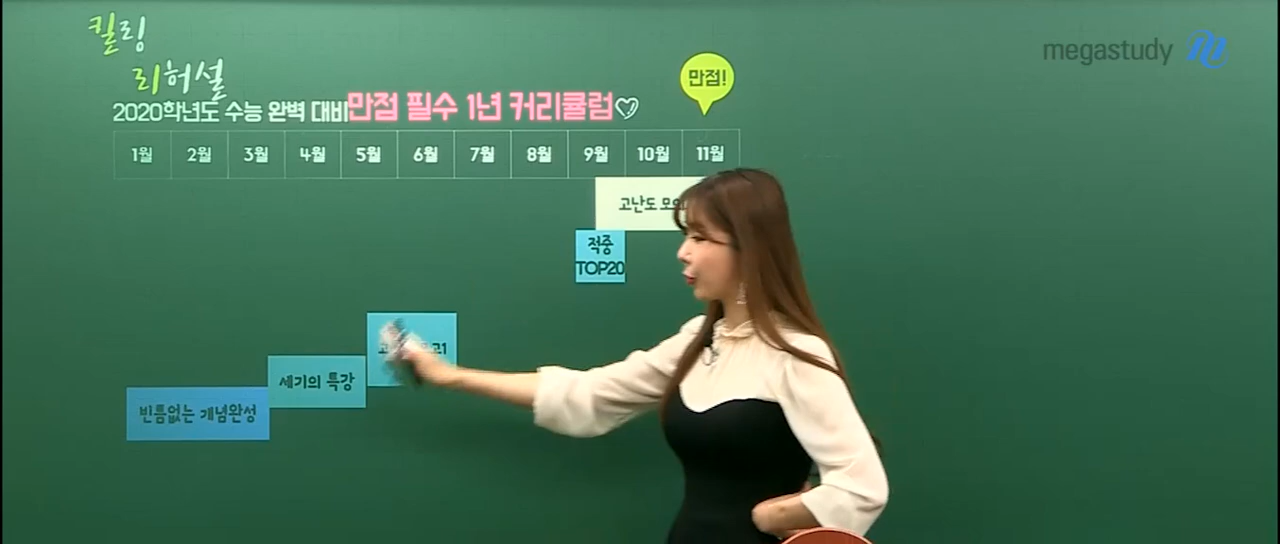 킬링
리허설
megastudy
2020학년도 수능 완벽 대비 만점 필수 1년 커리큘럼♡
만점!
1월 2월 3월 4월 5월 6월 7월 8월 9월 10월 11월
고난도
적중
TOP20
세기의 특강
빈틈없는 개념완성